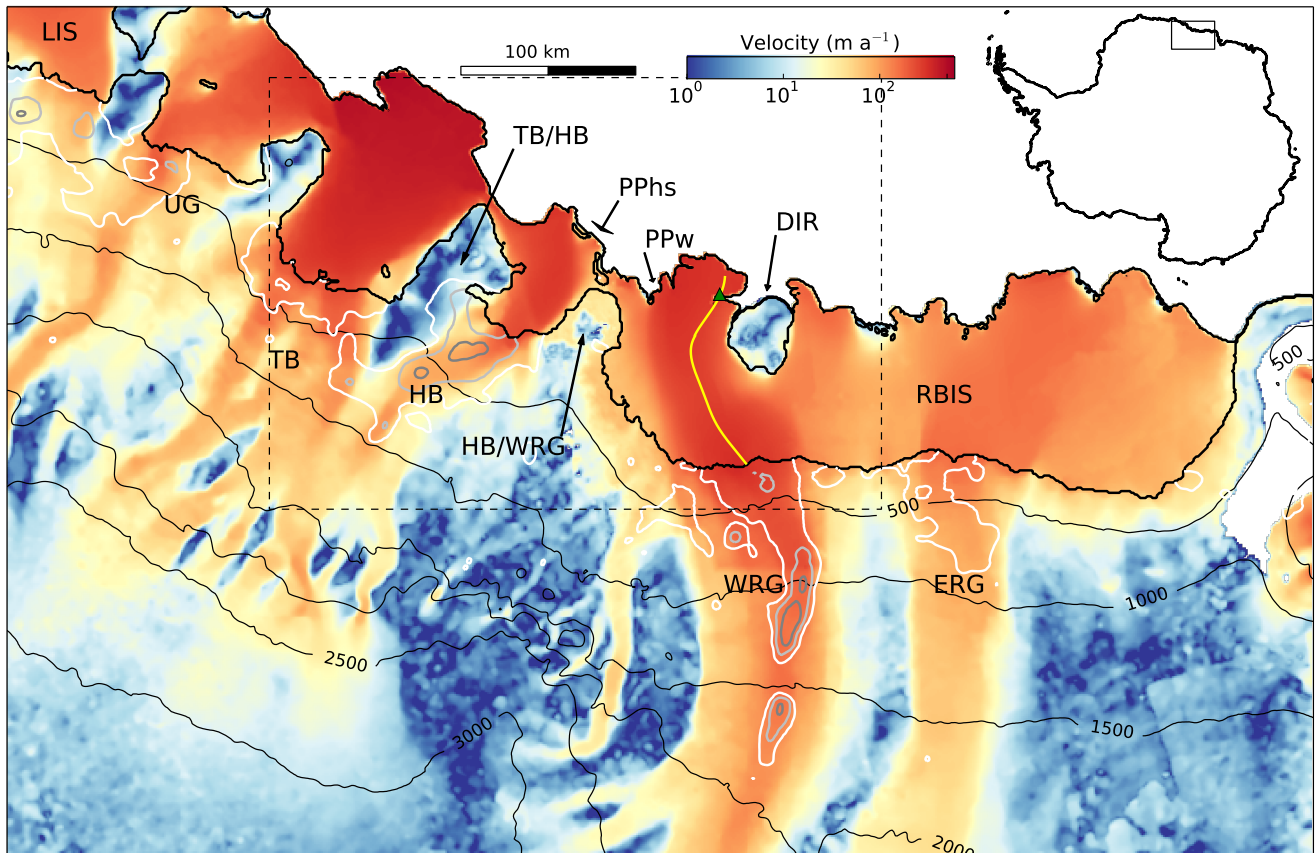 LIS
100 km
Velocity (m a⁻¹)
10⁰ 10¹ 10²
TB/HB
PPhs
UG
DIR
PPw
500
TB
HB
RBIS
HB/WRG
500
WRG
ERG
1000
2500
1500
3000
2000